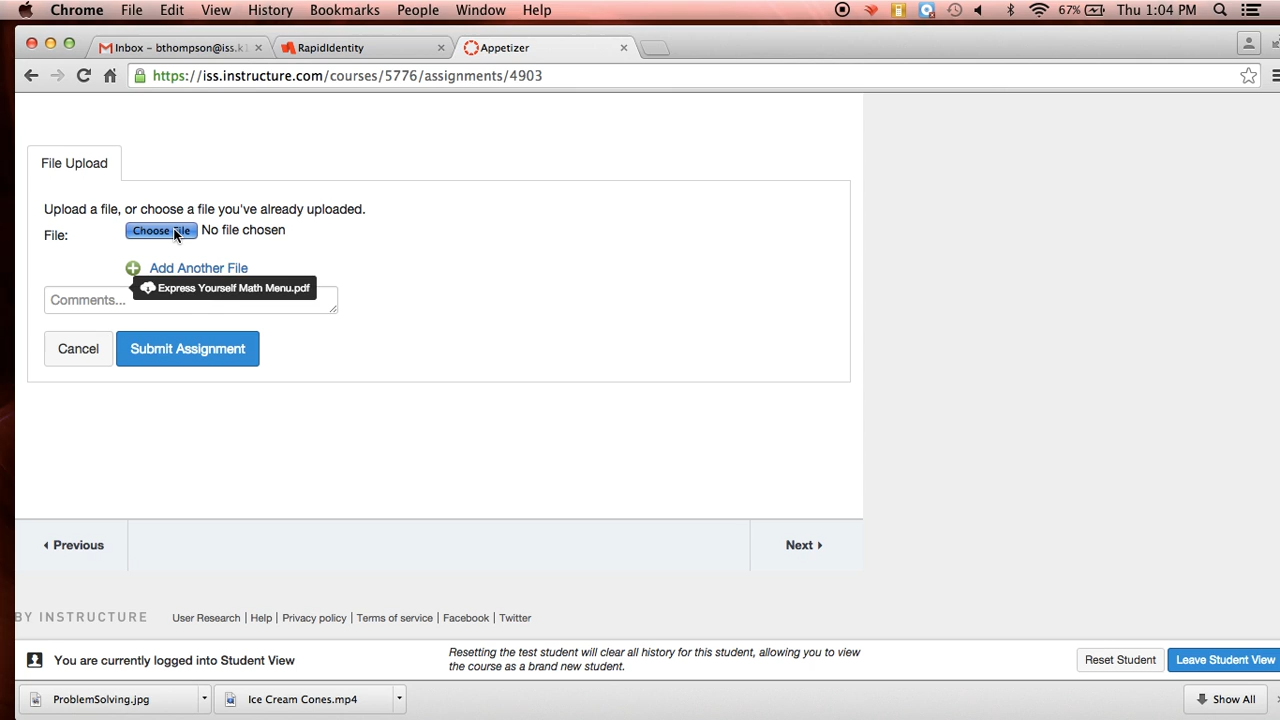 Chrome File Edit View History Bookmarks People Window Help 67% Thu 1:04 PM
Inbox – bthompson@iss.k1 RapidIdentity Appetizer
https://iss.instructure.com/courses/5776/assignments/4903
File Upload
Upload a file, or choose a file you've already uploaded.
File: Choose File No file chosen
Add Another File
Express Yourself Math Menu.pdf
Comments...
Cancel Submit Assignment
Previous Next
BY INSTRUCTURE User Research | Help | Privacy policy | Terms of service | Facebook | Twitter
You are currently logged into Student View
Resetting the test student will clear all history for this student, allowing you to view
the course as a brand new student.
Reset Student Leave Student View
ProblemSolving.jpg Ice Cream Cones.mp4 Show All